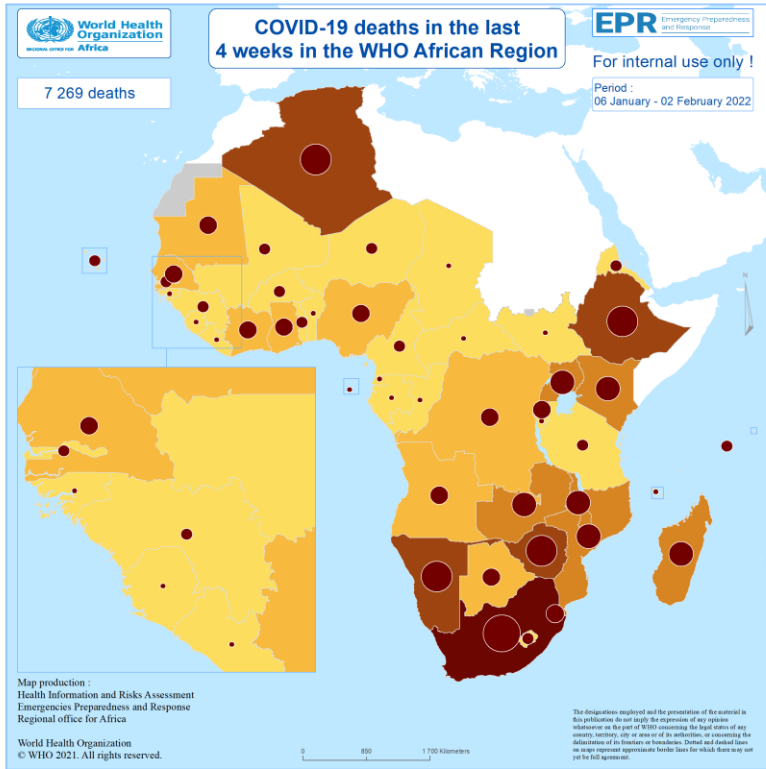 World Health
Organization
REGIONAL OFFICE FOR Africa
COVID-19 deaths in the last
4 weeks in the WHO African Region
EPR Emergency Preparedness
and Response
For internal use only !
7 269 deaths
Period :
06 January - 02 February 2022
N
Map production :
Health Information and Risks Assessment
Emergencies Preparedness and Response
Regional office for Africa
World Health Organization
© WHO 2021. All rights reserved.
0 850 1 700 Kilometers
The designations employed and the presentation of the material in
this publication do not imply the expression of any opinion
whatsoever on the part of WHO concerning the legal status of any
country, territory, city or area or of its authorities, or concerning the
delimitation of its frontiers or boundaries. Dotted and dashed lines
on maps represent approximate border lines for which there may not
yet be full agreement.